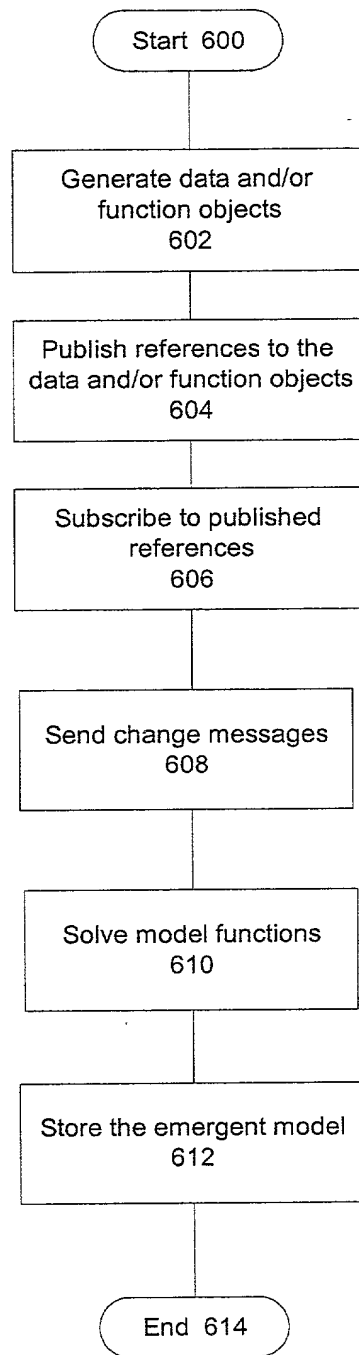 Start 600
Generate data and/or
function objects
602
Publish references to the
data and/or function objects
604
Subscribe to published
references
606
Send change messages
608
Solve model functions
610
Store the emergent model
612
End 614